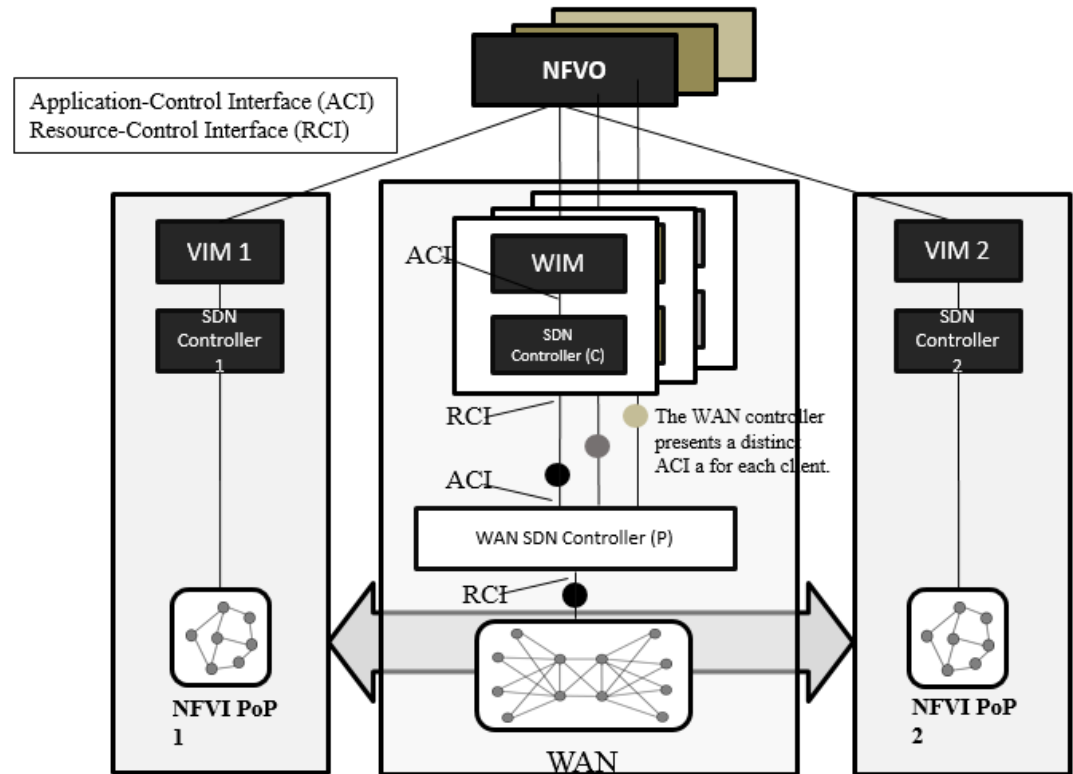 NFVO
Application-Control Interface (ACI)
Resource-Control Interface (RCI)
VIM 1
SDN
Controller
1
ACI
WIM
SDN
Controller (C)
VIM 2
SDN
Controller
2
RCI
The WAN controller
presents a distinct
ACI a for each client.
ACI
WAN SDN Controller (P)
RCI
NFVI PoP
1
WAN
NFVI PoP
2